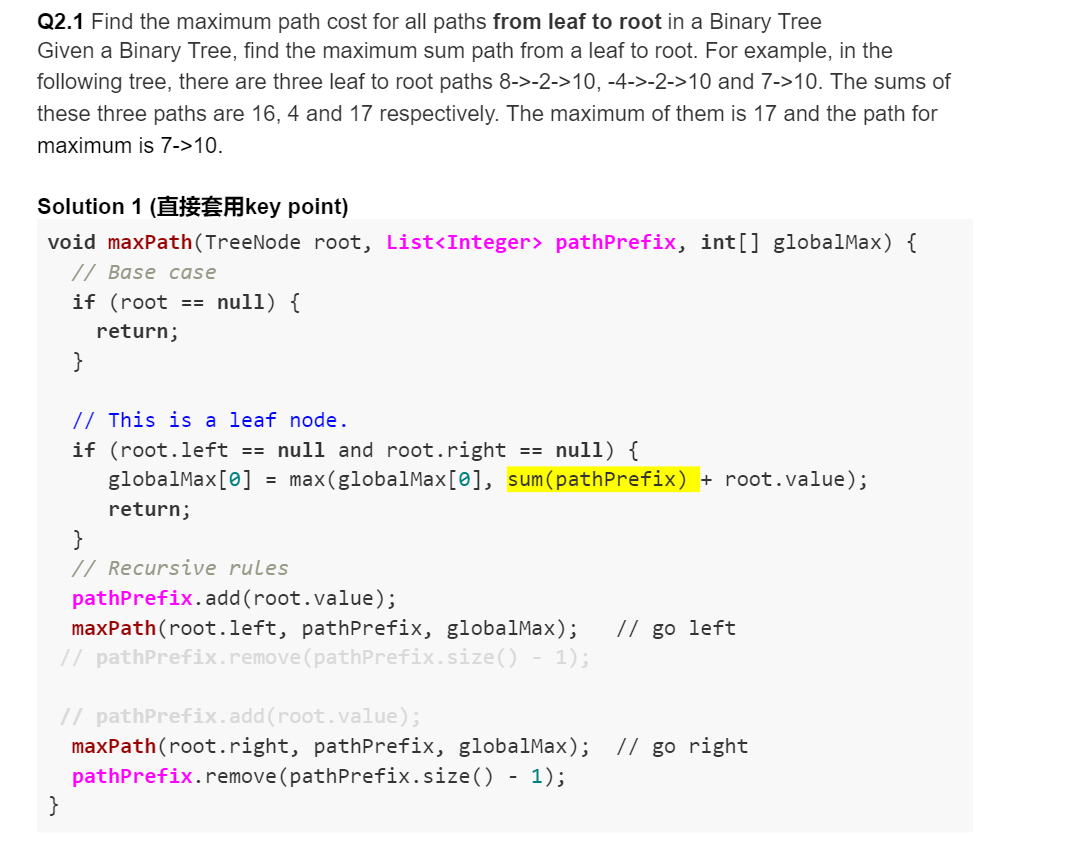 Q2.1 Find the maximum path cost for all paths from leaf to root in a Binary Tree
Given a Binary Tree, find the maximum sum path from a leaf to root. For example, in the
following tree, there are three leaf to root paths 8->-2->10, -4->-2->10 and 7->10. The sums of
these three paths are 16, 4 and 17 respectively. The maximum of them is 17 and the path for
maximum is 7->10.
Solution 1 (直接套用key point)
void maxPath(TreeNode root, List<Integer> pathPrefix, int[] globalMax) {
  // Base case
  if (root == null) {
    return;
  }
  // This is a leaf node.
  if (root.left == null and root.right == null) {
     globalMax[0] = max(globalMax[0], sum(pathPrefix) + root.value);
     return;
  }
  // Recursive rules
  pathPrefix.add(root.value);
  maxPath(root.left, pathPrefix, globalMax);   // go left
 // pathPrefix.remove(pathPrefix.size() - 1);
 // pathPrefix.add(root.value);
  maxPath(root.right, pathPrefix, globalMax);  // go right
  pathPrefix.remove(pathPrefix.size() - 1);
}